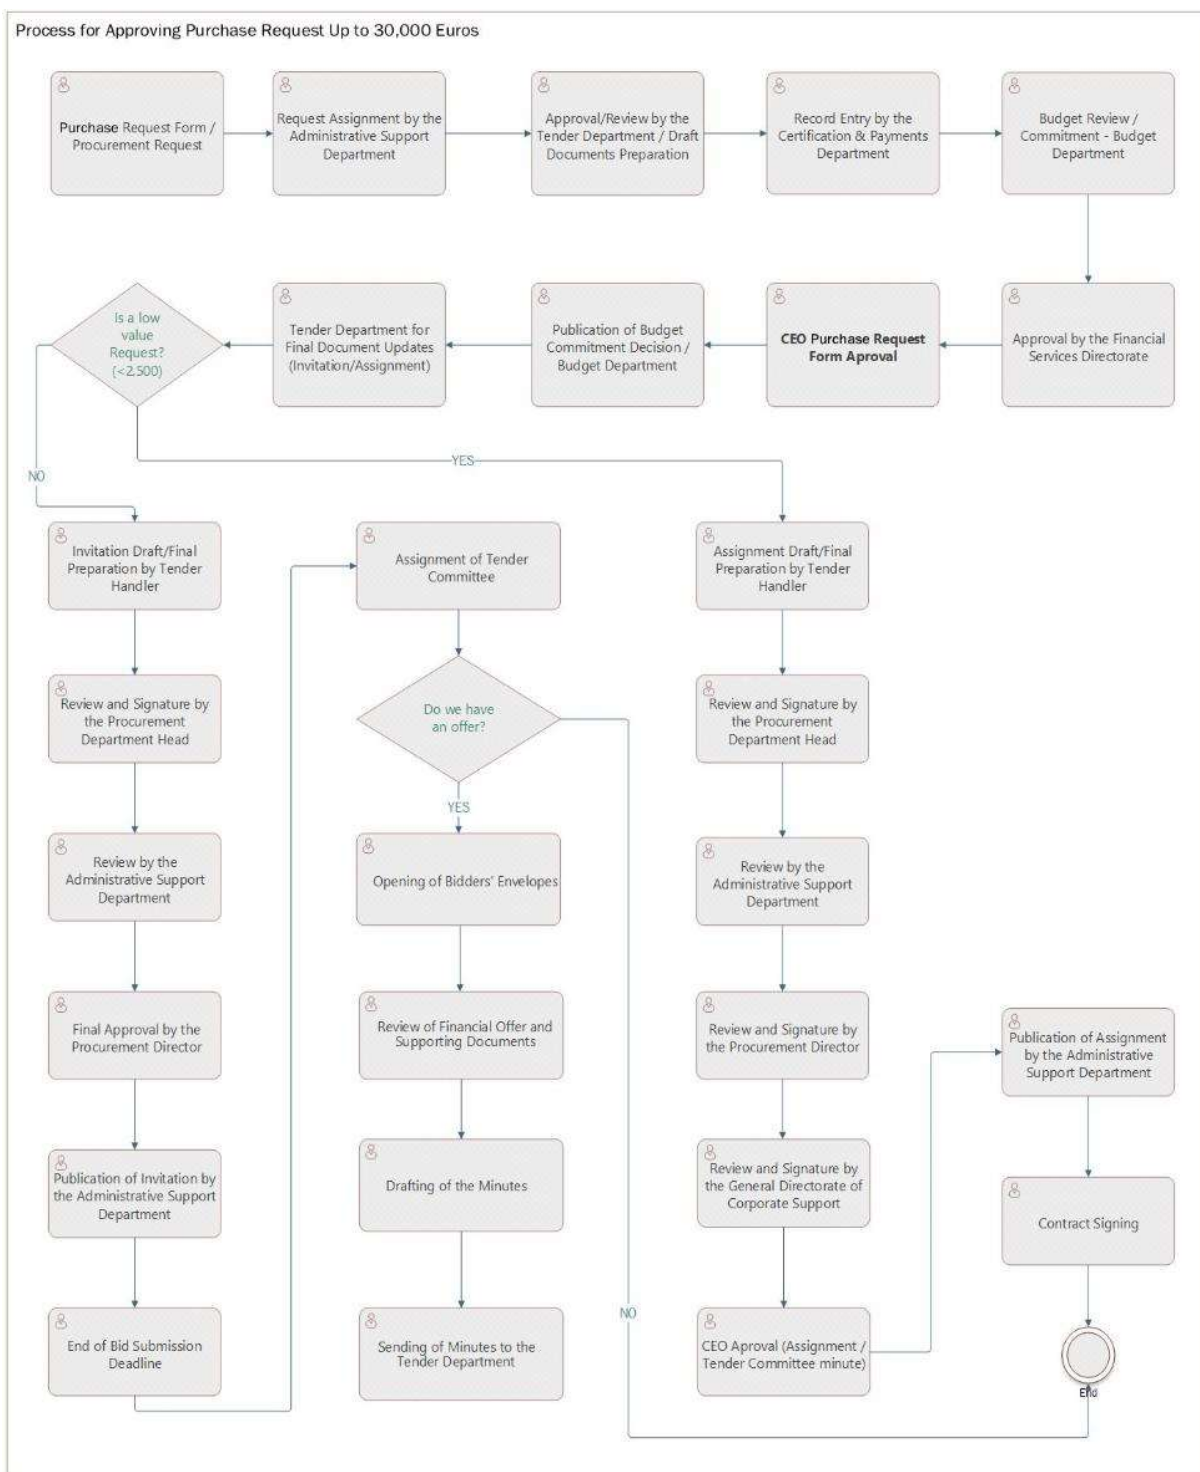 Process for Approving Purchase Request Up to 30,000 Euros
Purchase Request Form /
Procurement Request
Request Assignment by the
Administrative Support
Department
Approval/Review by the
Tender Department / Draft
Documents Preparation
Record Entry by the
Certification & Payments
Department
Budget Review /
Commitment - Budget
Department
Is a low
value
Request?
(<2.500)
Tender Department for
Final Document Updates
(Invitation/Assignment)
Publication of Budget
Commitment Decision /
Budget Department
CEO Purchase Request
Form Aproval
Approval by the Financial
Services Directorate
YES
NO
Invitation Draft/Final
Preparation by Tender
Handler
Assignment of Tender
Committee
Assignment Draft/Final
Preparation by Tender
Handler
Review and Signature by
the Procurement
Department Head
Do we have
an offer?
Review and Signature by
the Procurement
Department Head
YES
Review by the
Administrative Support
Department
Opening of Bidders' Envelopes
Review by the
Administrative Support
Department
Final Approval by the
Procurement Director
Review of Financial Offer and
Supporting Documents
Review and Signature by
the Procurement Director
Publication of Assignment
by the Administrative
Support Department
Publication of Invitation by
the Administrative Support
Department
Drafting of the Minutes
Review and Signature by
the General Directorate of
Corporate Support
Contract Signing
NO
End of Bid Submission
Deadline
Sending of Minutes to the
Tender Department
CEO Aproval (Assignment /
Tender Committee minute)
End